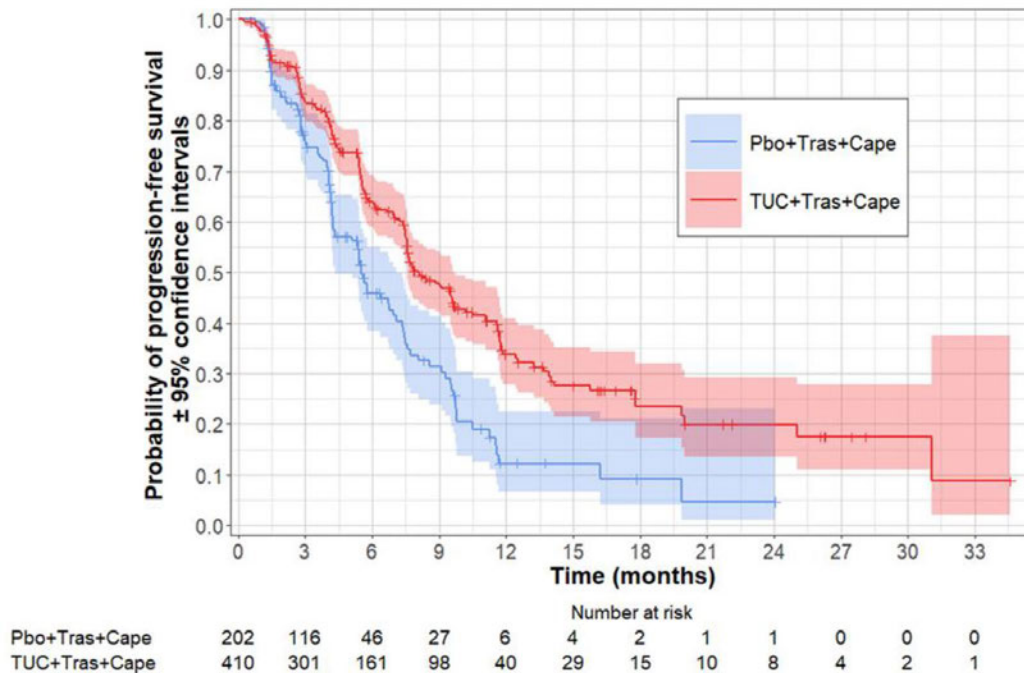 Probability of progression-free survival
± 95% confidence intervals
1.0
0.9
0.8
0.7
0.6
0.5
0.4
0.3
0.2
0.1
0.0
Pbo+Tras+Cape
TUC+Tras+Cape
0 3 6 9 12 15 18 21 24 27 30 33
Time (months)
Number at risk
Pbo+Tras+Cape 202 116 46 27 6 4 2 1 1 0 0 0
TUC+Tras+Cape 410 301 161 98 40 29 15 10 8 4 2 1